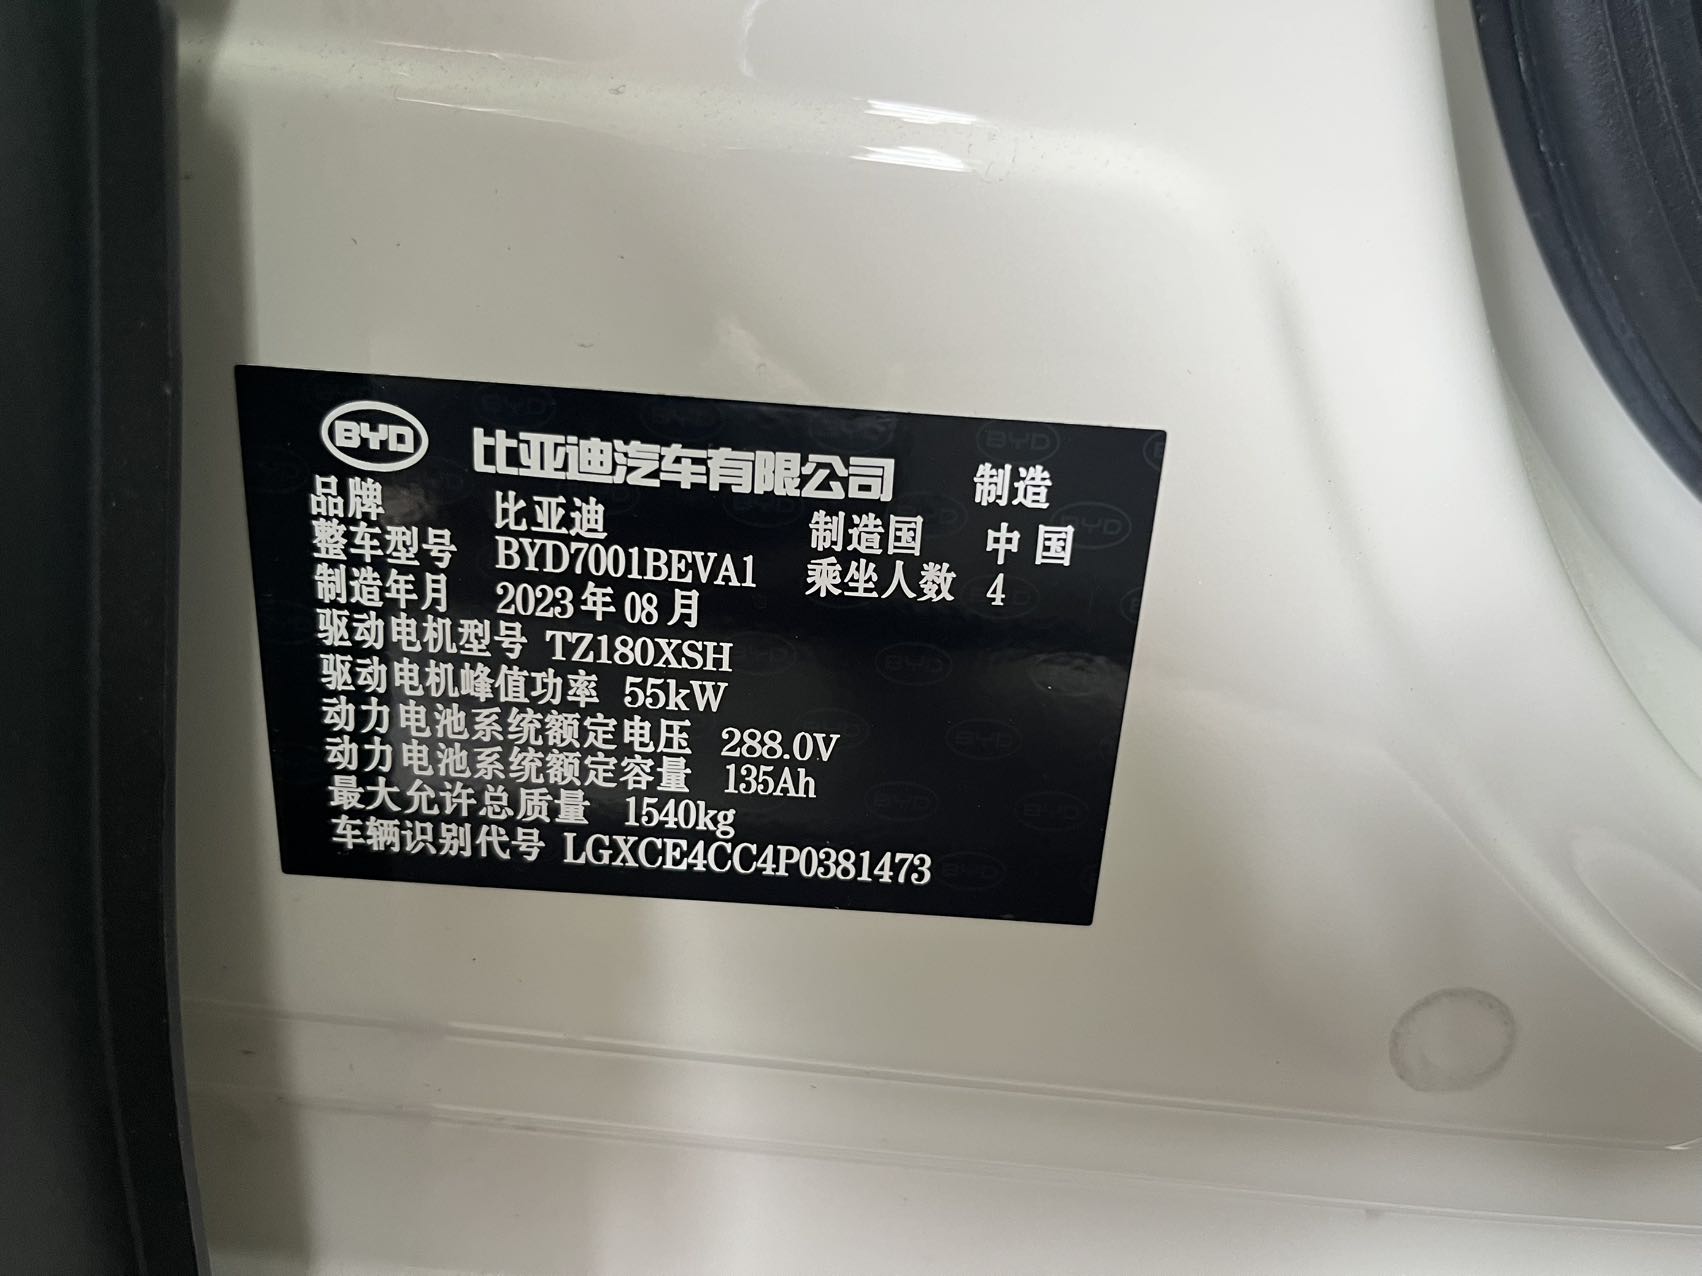 BYD 比亚迪汽车有限公司 制造
品牌 比亚迪 制造国 中国
整车型号 BYD7001BEVA1 乘坐人数 4
制造年月 2023年08月
驱动电机型号 TZ180XSH
驱动电机峰值功率 55kW
动力电池系统额定电压 288.0V
动力电池系统额定容量 135Ah
最大允许总质量 1540kg
车辆识别代号 LGXCE4CC4P0381473